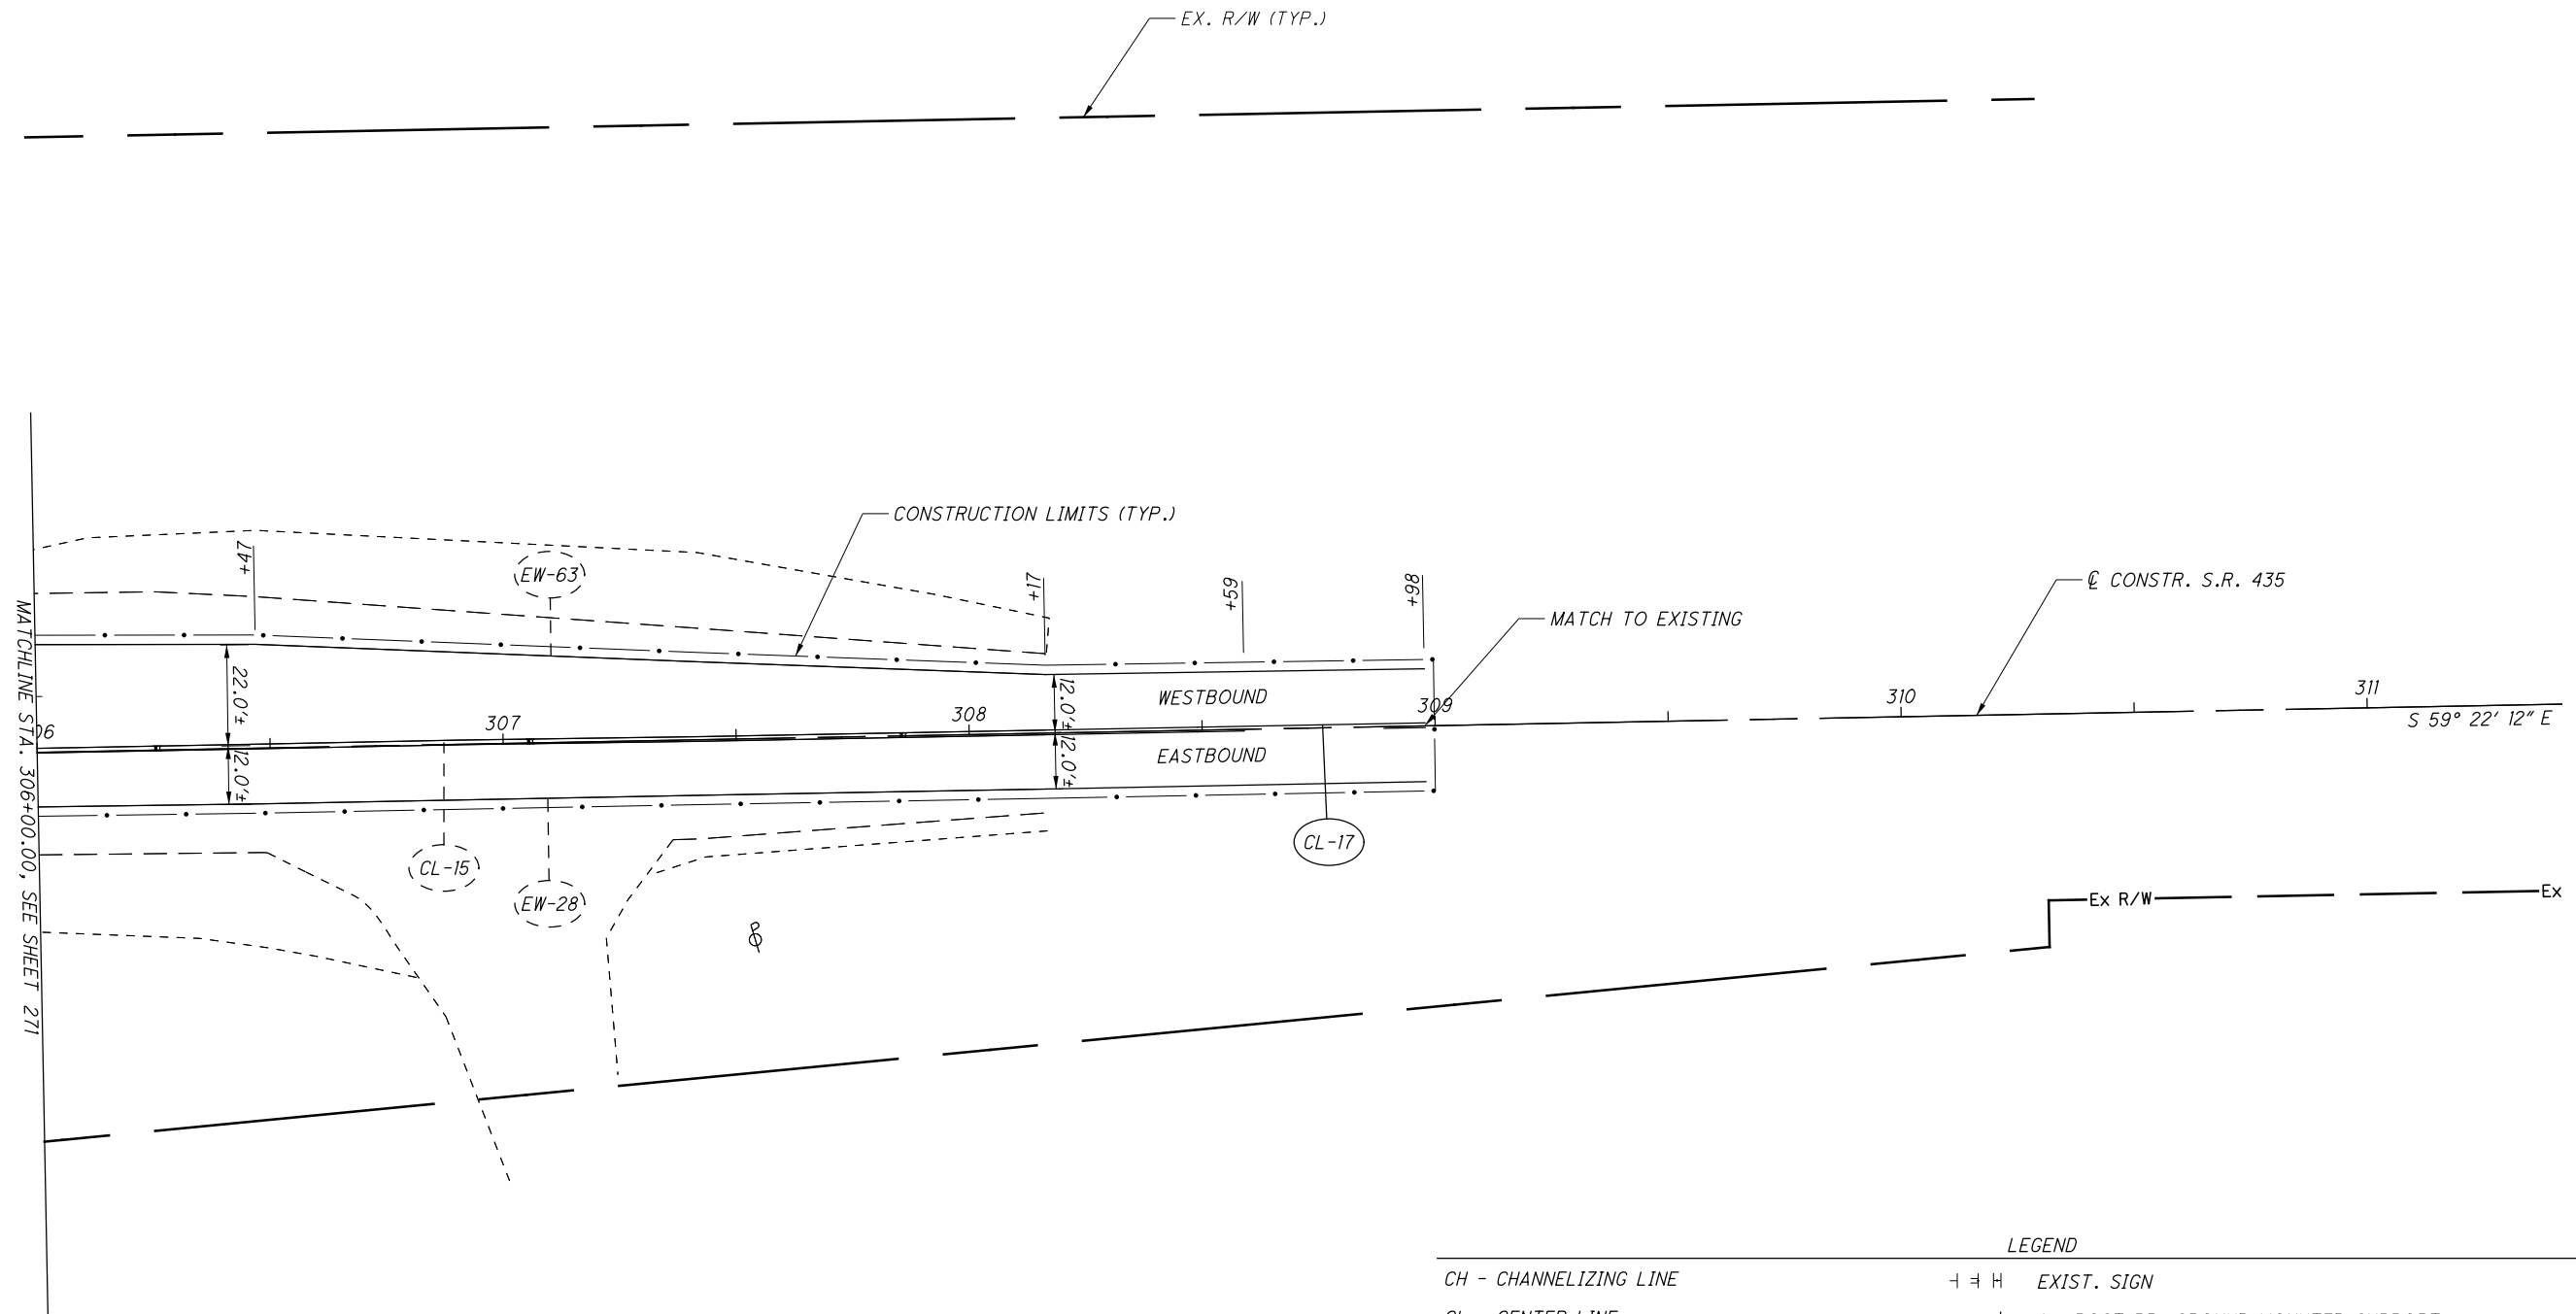 EX. R/W (TYP.)
CONSTRUCTION LIMITS (TYP.)
+47
EW-63
+17
+59
+98
℄ CONSTR. S.R. 435
MATCH TO EXISTING
MATCHLINE STA. 306+00.00, SEE SHEET 271
22.0'±
12.0'±
WESTBOUND
06
307
308
309
310
311
S 59° 22' 12" E
12.0'±
12.0'±
EASTBOUND
CL-15
EW-28
CL-17
Ex R/W
Ex
LEGEND
CH - CHANNELIZING LINE
EXIST. SIGN